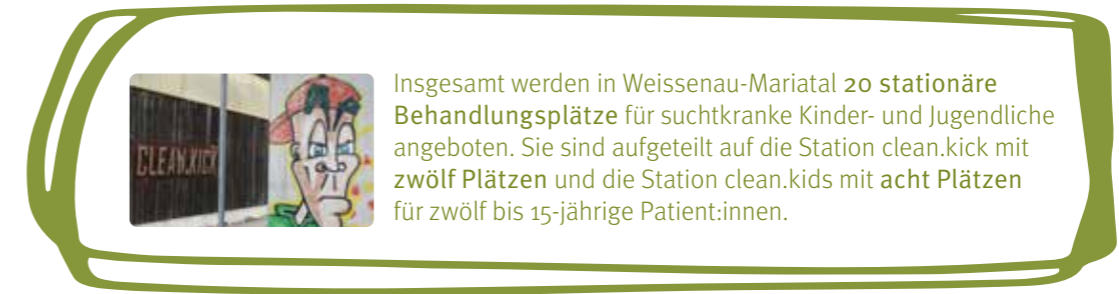 CLEAN.KICK
Insgesamt werden in Weissenau-Mariatal 20 stationäre
Behandlungsplätze für suchtkranke Kinder- und Jugendliche
angeboten. Sie sind aufgeteilt auf die Station clean.kick mit
zwölf Plätzen und die Station clean.kids mit acht Plätzen
für zwölf bis 15-jährige Patient:innen.